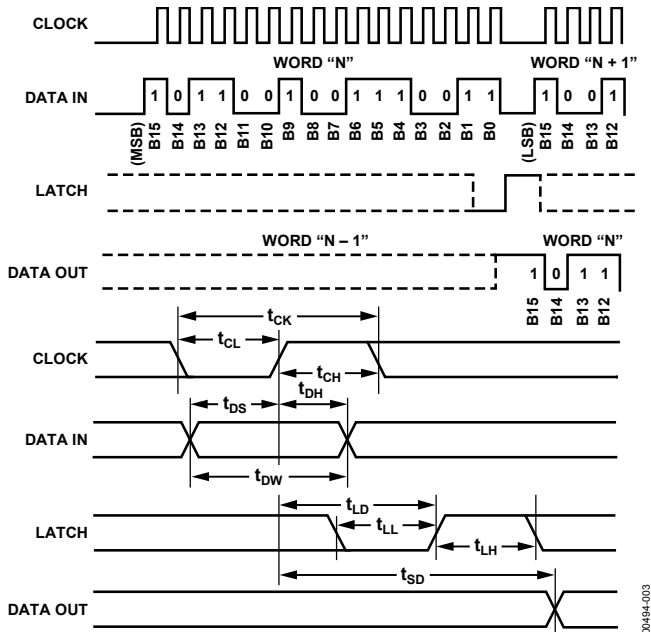 CLOCK
WORD “N” WORD “N + 1”
DATA IN 1 0 1 1 0 0 1 0 0 1 1 1 0 0 1 1 1 0 0 1
(MSB) B15 B14 B13 B12 B11 B10 B9 B8 B7 B6 B5 B4 B3 B2 B1 B0 (LSB) B15 B14 B13 B12
LATCH
WORD “N – 1” WORD “N”
DATA OUT 1 0 1 1
B15 B14 B13 B12
tCK
tCL
CLOCK
tCH
tDS tDH
DATA IN
tDW
tLD
tLL
LATCH
tLH
tSD
DATA OUT
00494-003